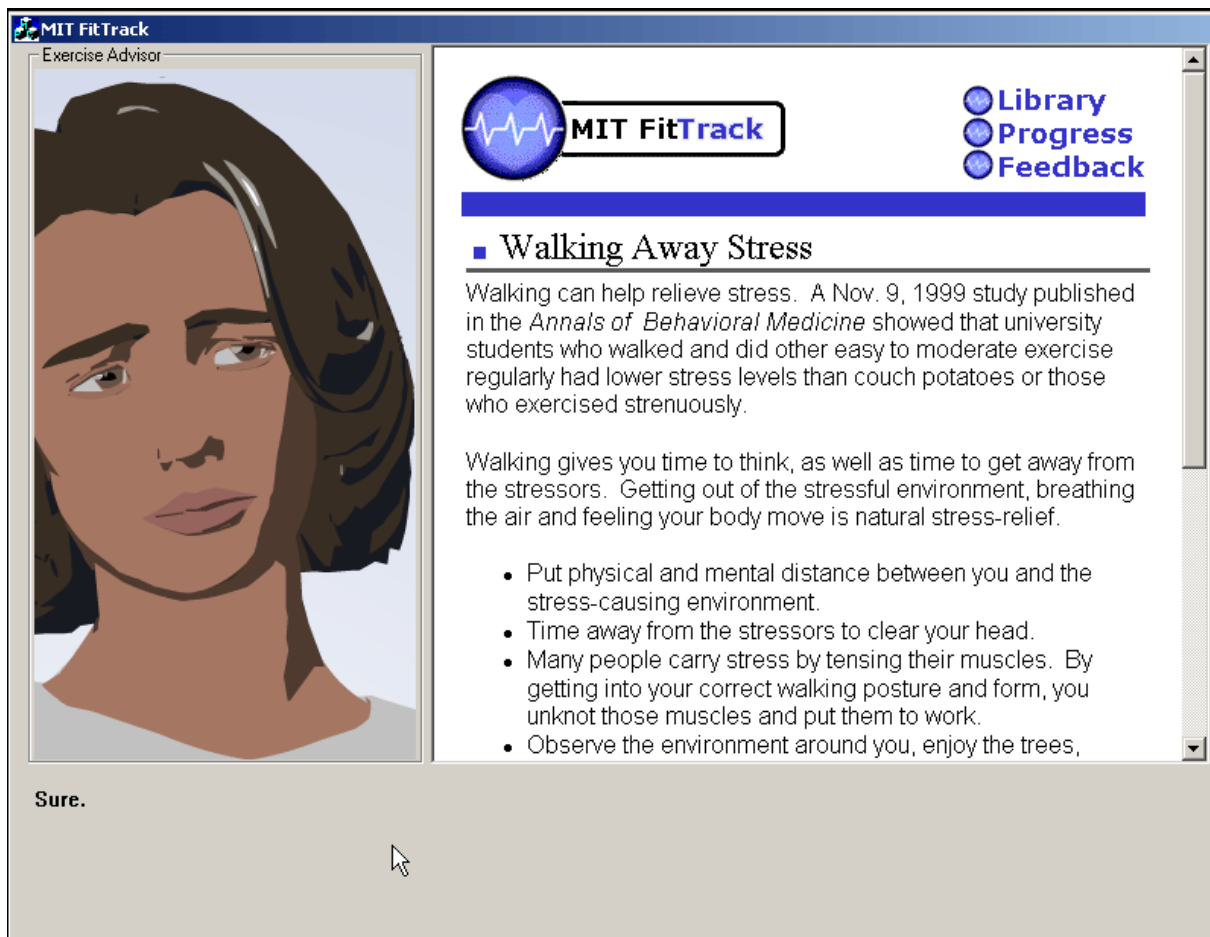 MIT FitTrack
Exercise Advisor
MIT FitTrack
Library
Progress
Feedback
Walking Away Stress
Walking can help relieve stress. A Nov. 9, 1999 study published
in the Annals of Behavioral Medicine showed that university
students who walked and did other easy to moderate exercise
regularly had lower stress levels than couch potatoes or those
who exercised strenuously.
Walking gives you time to think, as well as time to get away from
the stressors. Getting out of the stressful environment, breathing
the air and feeling your body move is natural stress-relief.
• Put physical and mental distance between you and the
stress-causing environment.
• Time away from the stressors to clear your head.
• Many people carry stress by tensing their muscles. By
getting into your correct walking posture and form, you
unknot those muscles and put them to work.
• Observe the environment around you, enjoy the trees,
Sure.